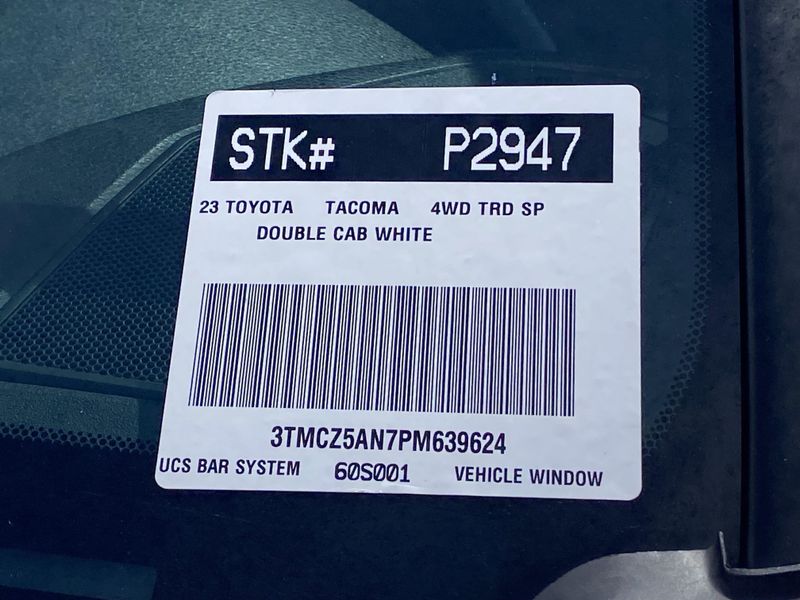 STK# P2947
23 TOYOTA TACOMA 4WD TRD SP
DOUBLE CAB WHITE
3TMCZ5AN7PM639624
UCS BAR SYSTEM 60S001 VEHICLE WINDOW